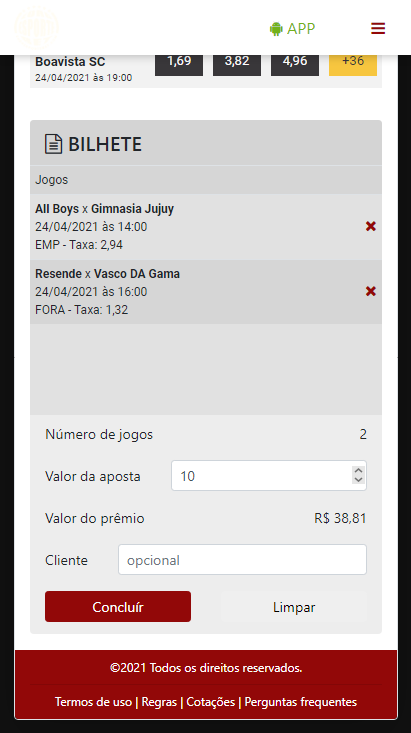 APP
Boavista SC
1,69 3,82 4,96 +36
24/04/2021 às 19:00
BILHETE
Jogos
All Boys x Gimnasia Jujuy
24/04/2021 às 14:00
EMP - Taxa: 2,94
Resende x Vasco DA Gama
24/04/2021 às 16:00
FORA - Taxa: 1,32
Número de jogos 2
Valor da aposta 10
Valor do prêmio R$ 38,81
Cliente opcional
Concluír Limpar
©2021 Todos os direitos reservados.
Termos de uso | Regras | Cotações | Perguntas frequentes